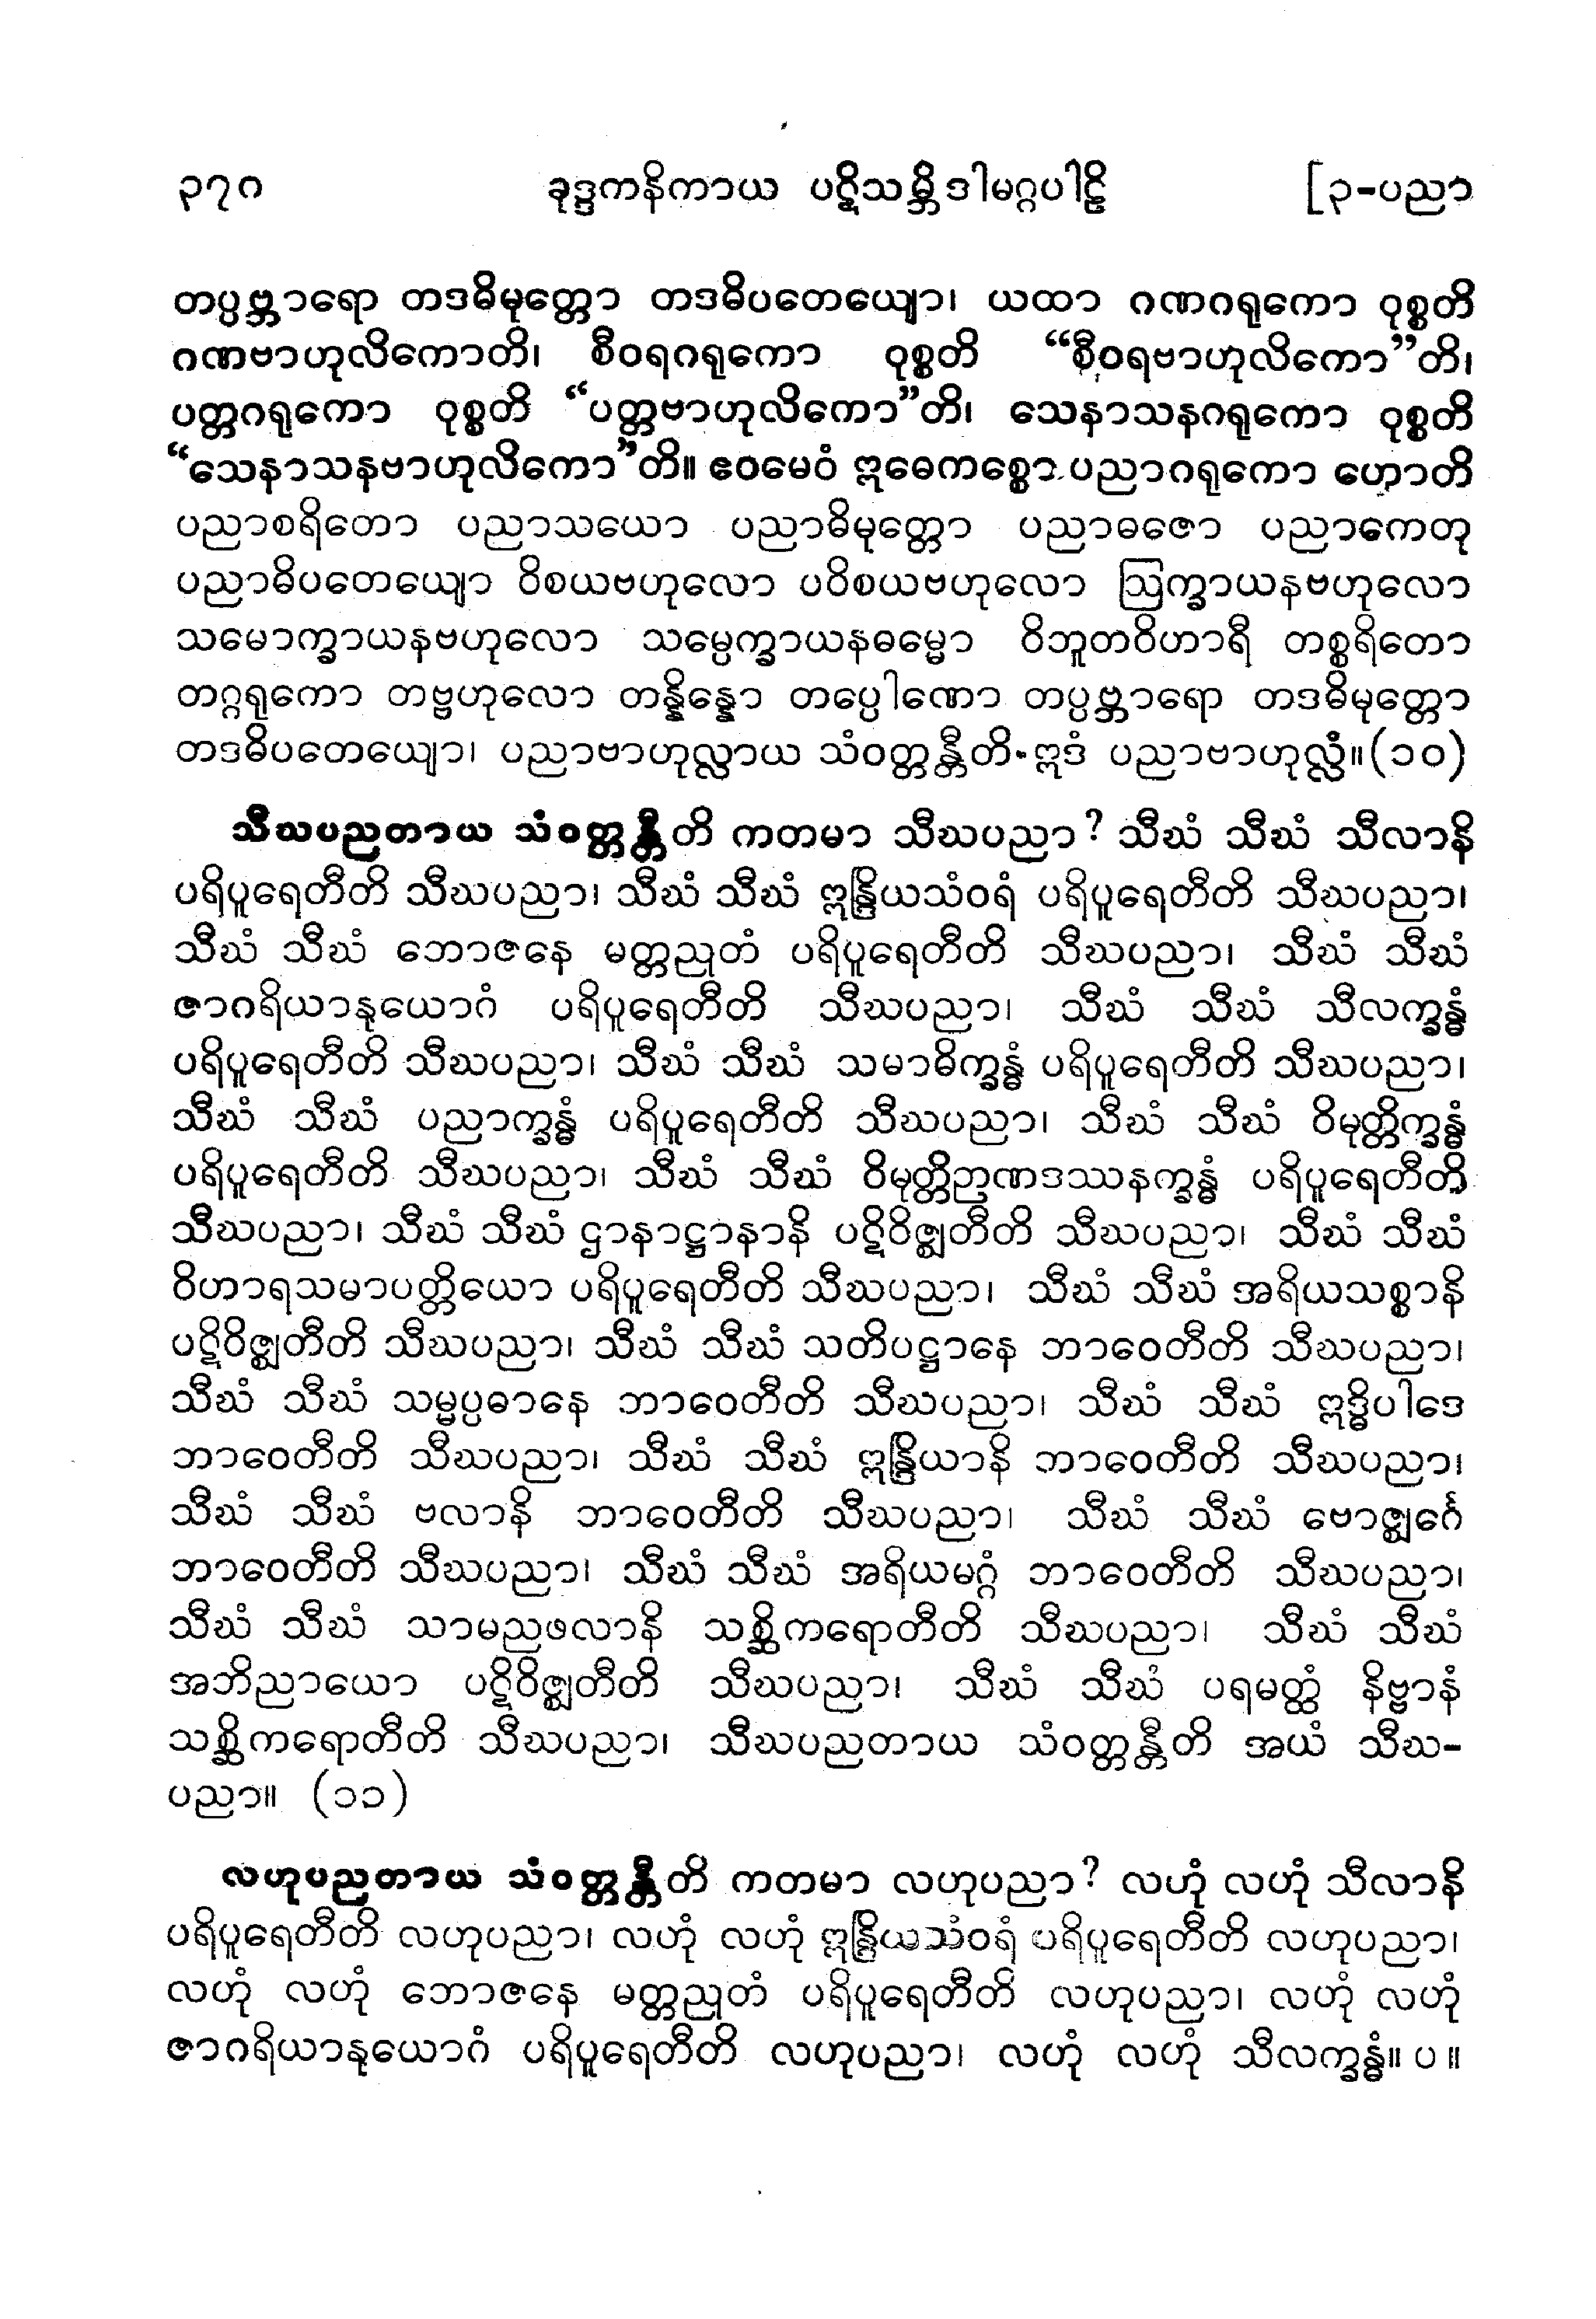 ၃၇၈ ခုဒ္ဒကနိကာယ ပဋိသမ္ဘိဒါမဂ္ဂပါဠိ [၃-ပညာ
တပ္ပဗ္ဘာရော တဒဓိမုတ္တော တဒဓိပတေယျော၊ ယထာ ဂဏဂရုကော ဝုစ္စတိ
ဂဏဗာဟုလိကောတိ၊ စီဝရဂရုကော ဝုစ္စတိ “စီဝရဗာဟုလိကော”တိ၊
ပတ္တဂရုကော ဝုစ္စတိ “ပတ္တဗာဟုလိကော”တိ၊ သေနာသနဂရုကော ဝုစ္စတိ
“သေနာသနဗာဟုလိကော”တိ။ ဧဝမေဝံ ဣဓေကစ္စော ပညာဂရုကော ဟောတိ
ပညာစရိတော ပညာသယော ပညာဓိမုတ္တော ပညာဓဇော ပညာကေတု
ပညာဓိပတေယျော ဝိစယဗဟုလော ပဝိစယဗဟုလော ဩက္ခာယနဗဟုလော
သမောက္ခာယနဗဟုလော သမ္ပေက္ခာယနဓမ္မော ဝိဘူတဝိဟာရီ တစ္စရိတော
တဂ္ဂရုကော တဗ္ဗဟုလော တန္နိန္နော တပ္ပေါဏော တပ္ပဗ္ဘာရော တဒဓိမုတ္တော
တဒဓိပတေယျော၊ ပညာဗာဟုလ္လာယ သံဝတ္တန္တီတိ-ဣဒံ ပညာဗာဟုလ္လံ။(၁၀)
သီဃပညတာယ သံဝတ္တန္တီတိ ကတမာ သီဃပညာ? သီဃံ သီဃံ သီလာနိ
ပရိပူရေတီတိ သီဃပညာ၊ သီဃံ သီဃံ ဣန္ဒြိယသံဝရံ ပရိပူရေတီတိ သီဃပညာ၊
သီဃံ သီဃံ ဘောဇနေ မတ္တညုတံ ပရိပူရေတီတိ သီဃပညာ၊ သီဃံ သီဃံ
ဇာဂရိယာနုယောဂံ ပရိပူရေတီတိ သီဃပညာ၊ သီဃံ သီဃံ သီလက္ခန္ဓံ
ပရိပူရေတီတိ သီဃပညာ၊ သီဃံ သီဃံ သမာဓိက္ခန္ဓံ ပရိပူရေတီတိ သီဃပညာ၊
သီဃံ သီဃံ ပညာက္ခန္ဓံ ပရိပူရေတီတိ သီဃပညာ၊ သီဃံ သီဃံ ဝိမုတ္တိက္ခန္ဓံ
ပရိပူရေတီတိ သီဃပညာ၊ သီဃံ သီဃံ ဝိမုတ္တိဉာဏဒဿနက္ခန္ဓံ ပရိပူရေတီတိ
သီဃပညာ၊ သီဃံ သီဃံ ဌာနာဋ္ဌာနာနိ ပဋိဝိဇ္ဈတီတိ သီဃပညာ၊ သီဃံ သီဃံ
ဝိဟာရသမာပတ္တိယော ပရိပူရေတီတိ သီဃပညာ၊ သီဃံ သီဃံ အရိယသစ္စာနိ
ပဋိဝိဇ္ဈတီတိ သီဃပညာ၊ သီဃံ သီဃံ သတိပဋ္ဌာနေ ဘာဝေတီတိ သီဃပညာ၊
သီဃံ သီဃံ သမ္မပ္ပဓာနေ ဘာဝေတီတိ သီဃပညာ၊ သီဃံ သီဃံ ဣဒ္ဓိပါဒေ
ဘာဝေတီတိ သီဃပညာ၊ သီဃံ သီဃံ ဣန္ဒြိယာနိ ဘာဝေတီတိ သီဃပညာ၊
သီဃံ သီဃံ ဗလာနိ ဘာဝေတီတိ သီဃပညာ၊ သီဃံ သီဃံ ဗောဇ္ဈင်္ဂေ
ဘာဝေတီတိ သီဃပညာ၊ သီဃံ သီဃံ အရိယမဂ္ဂံ ဘာဝေတီတိ သီဃပညာ၊
သီဃံ သီဃံ သာမညဖလာနိ သစ္ဆိကရောတီတိ သီဃပညာ၊ သီဃံ သီဃံ
အဘိညာယော ပဋိဝိဇ္ဈတီတိ သီဃပညာ၊ သီဃံ သီဃံ ပရမတ္ထံ နိဗ္ဗာနံ
သစ္ဆိကရောတီတိ သီဃပညာ၊ သီဃပညတာယ သံဝတ္တန္တီတိ အယံ သီဃ-
ပညာ။ (၁၁)
လဟုပညတာယ သံဝတ္တန္တီတိ ကတမာ လဟုပညာ? လဟုံ လဟုံ သီလာနိ
ပရိပူရေတီတိ လဟုပညာ၊ လဟုံ လဟုံ ဣန္ဒြိယသံဝရံ ပရိပူရေတီတိ လဟုပညာ၊
လဟုံ လဟုံ ဘောဇနေ မတ္တညုတံ ပရိပူရေတီတိ လဟုပညာ၊ လဟုံ လဟုံ
ဇာဂရိယာနုယောဂံ ပရိပူရေတီတိ လဟုပညာ၊ လဟုံ လဟုံ သီလက္ခန္ဓံ။ ပ ။